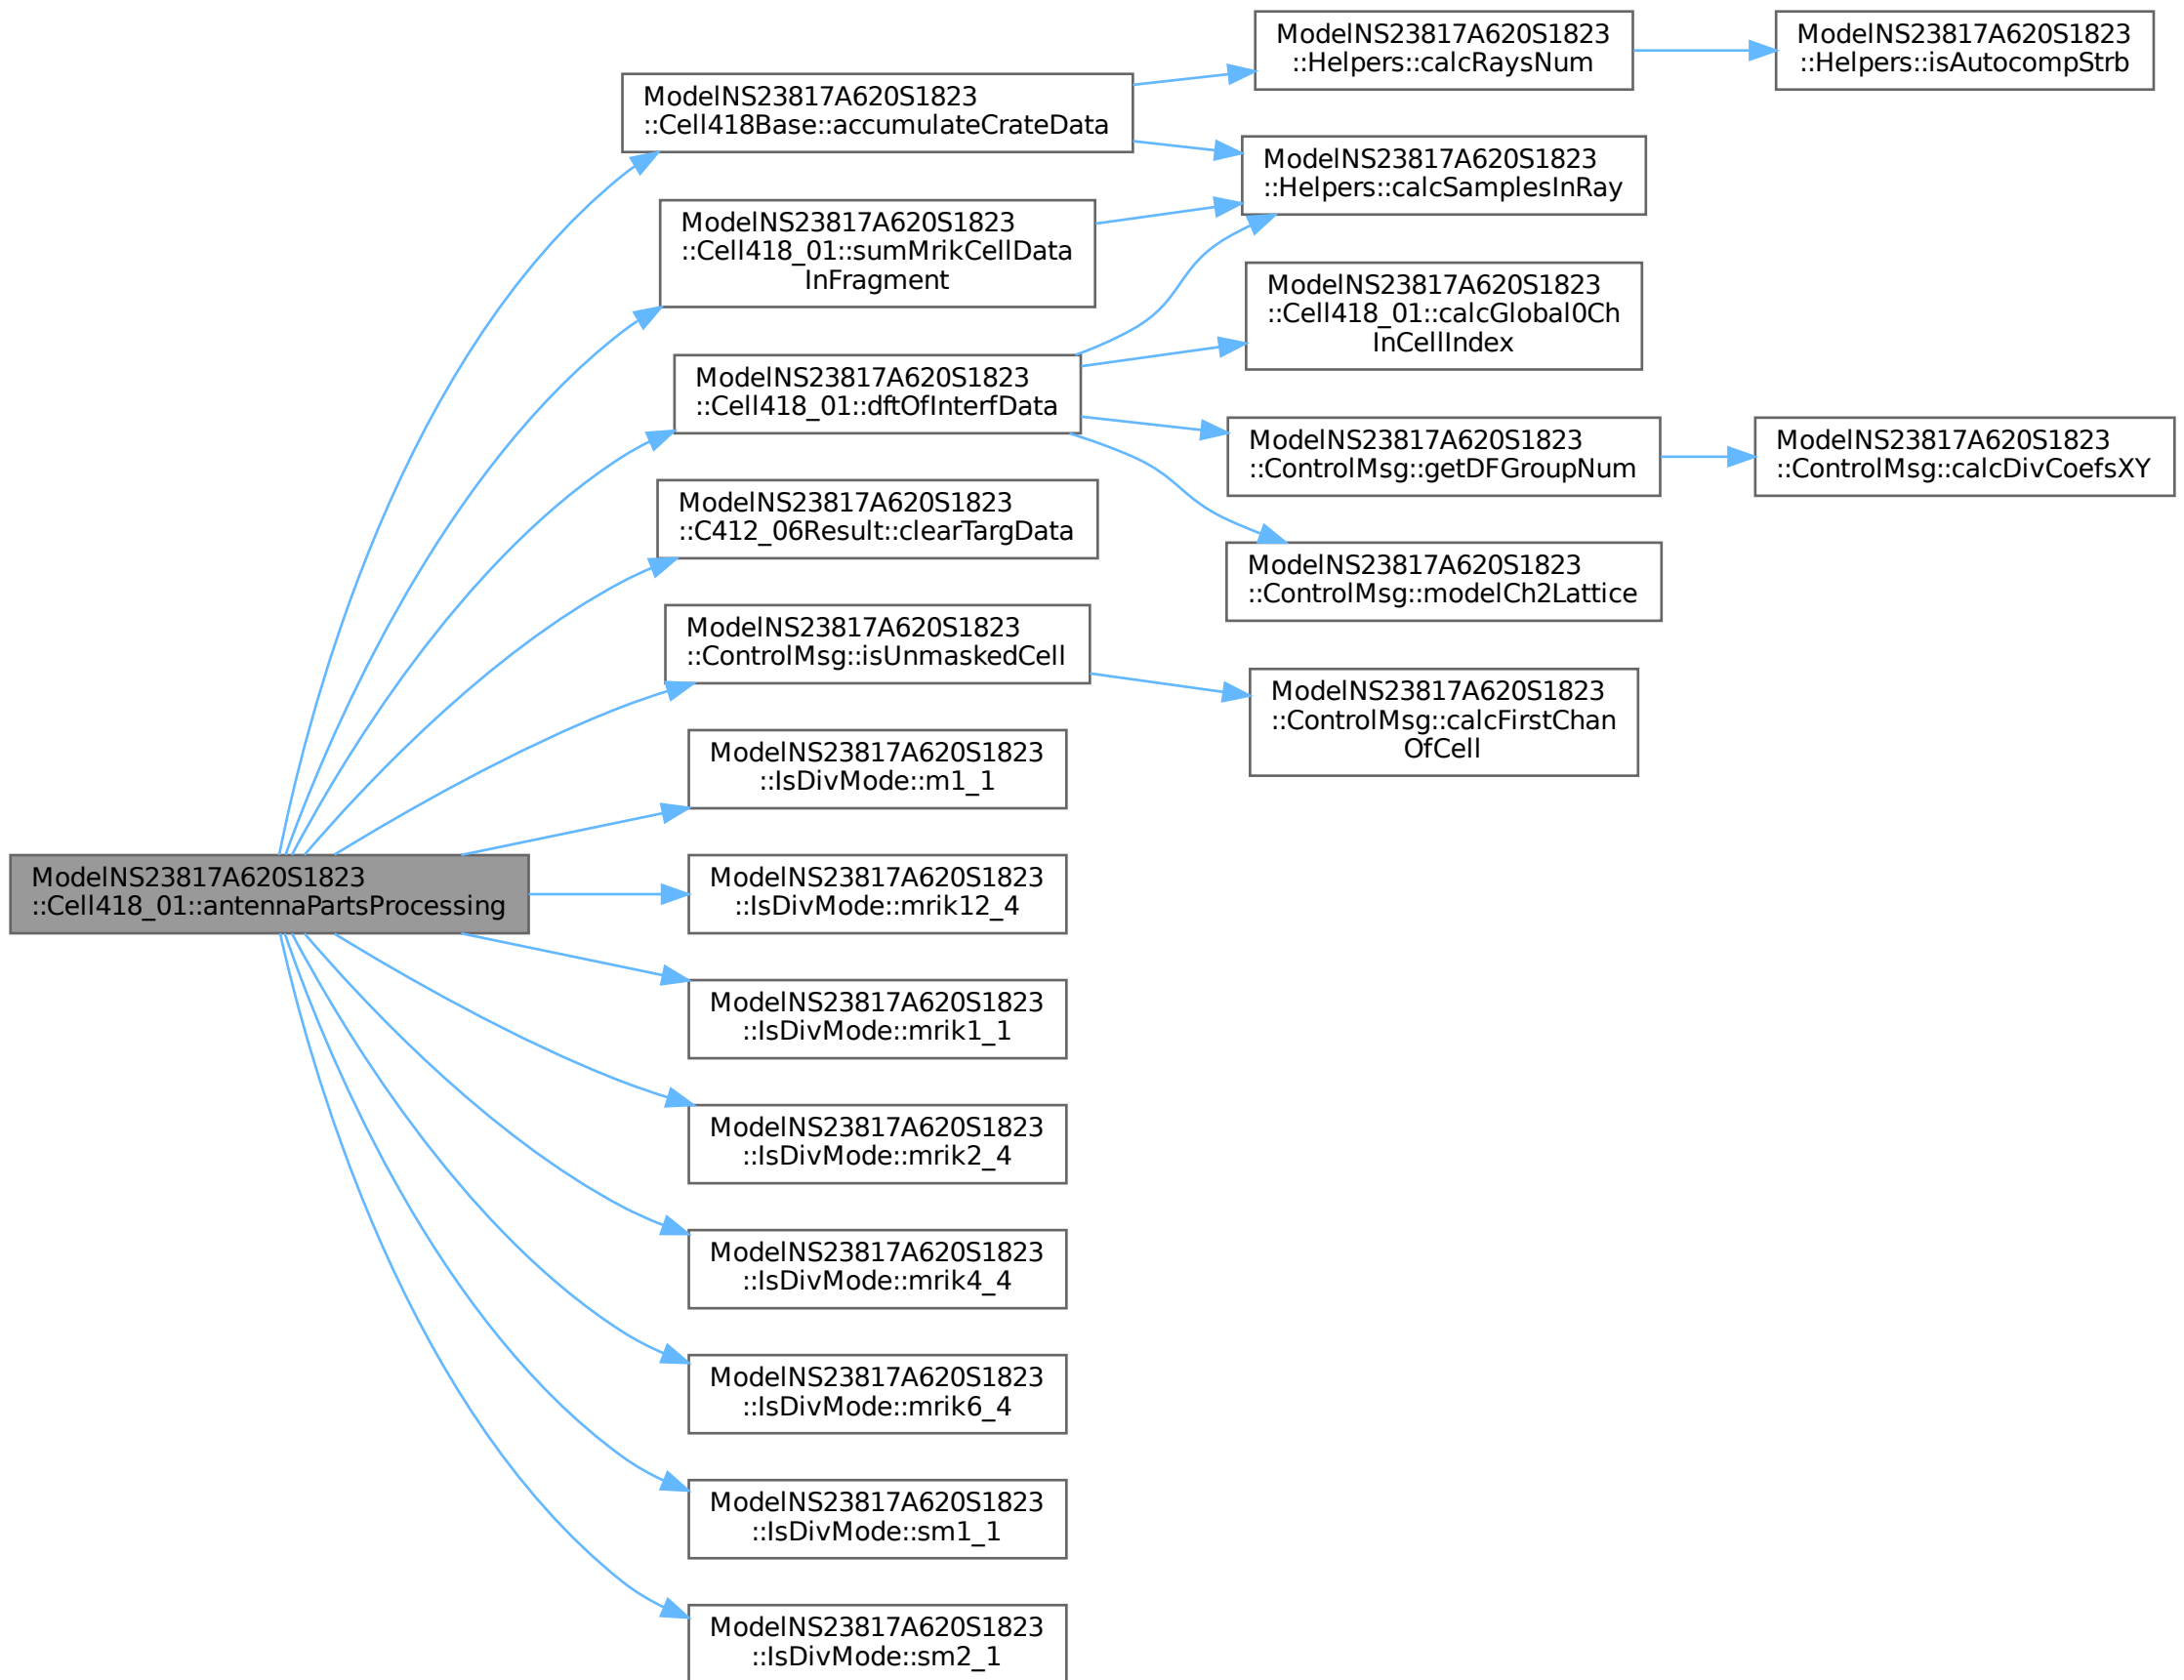 ModelNS23817A620S1823
::Cell418_01::antennaPartsProcessing
ModelNS23817A620S1823
::Cell418Base::accumulateCrateData
ModelNS23817A620S1823
::Helpers::calcRaysNum
ModelNS23817A620S1823
::Helpers::isAutocompStrb
ModelNS23817A620S1823
::Helpers::calcSamplesInRay
ModelNS23817A620S1823
::Cell418_01::sumMrikCellData
InFragment
ModelNS23817A620S1823
::Cell418_01::dftOfInterfData
ModelNS23817A620S1823
::Cell418_01::calcGlobal0Ch
InCellIndex
ModelNS23817A620S1823
::ControlMsg::getDFGroupNum
ModelNS23817A620S1823
::ControlMsg::calcDivCoefsXY
ModelNS23817A620S1823
::ControlMsg::modelCh2Lattice
ModelNS23817A620S1823
::C412_06Result::clearTargData
ModelNS23817A620S1823
::ControlMsg::isUnmaskedCell
ModelNS23817A620S1823
::ControlMsg::calcFirstChan
OfCell
ModelNS23817A620S1823
::IsDivMode::m1_1
ModelNS23817A620S1823
::IsDivMode::mrik12_4
ModelNS23817A620S1823
::IsDivMode::mrik1_1
ModelNS23817A620S1823
::IsDivMode::mrik2_4
ModelNS23817A620S1823
::IsDivMode::mrik4_4
ModelNS23817A620S1823
::IsDivMode::mrik6_4
ModelNS23817A620S1823
::IsDivMode::sm1_1
ModelNS23817A620S1823
::IsDivMode::sm2_1